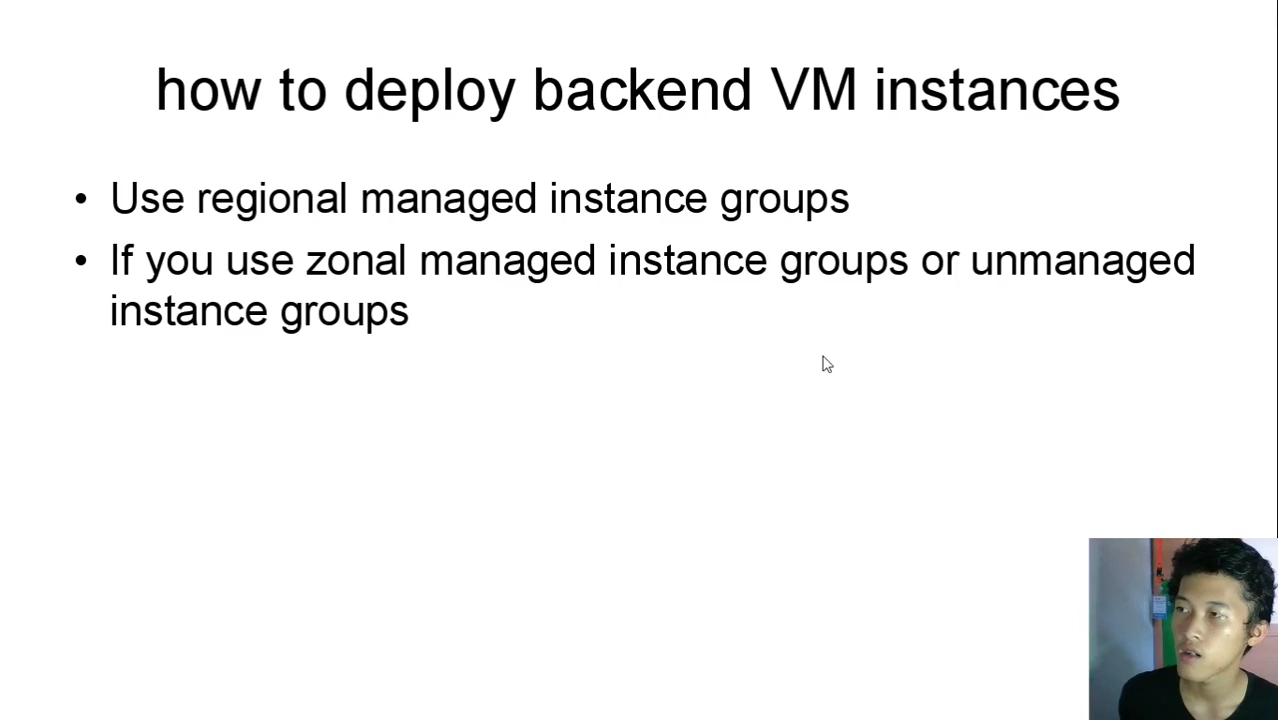 how to deploy backend VM instances
• Use regional managed instance groups
• If you use zonal managed instance groups or unmanaged
instance groups